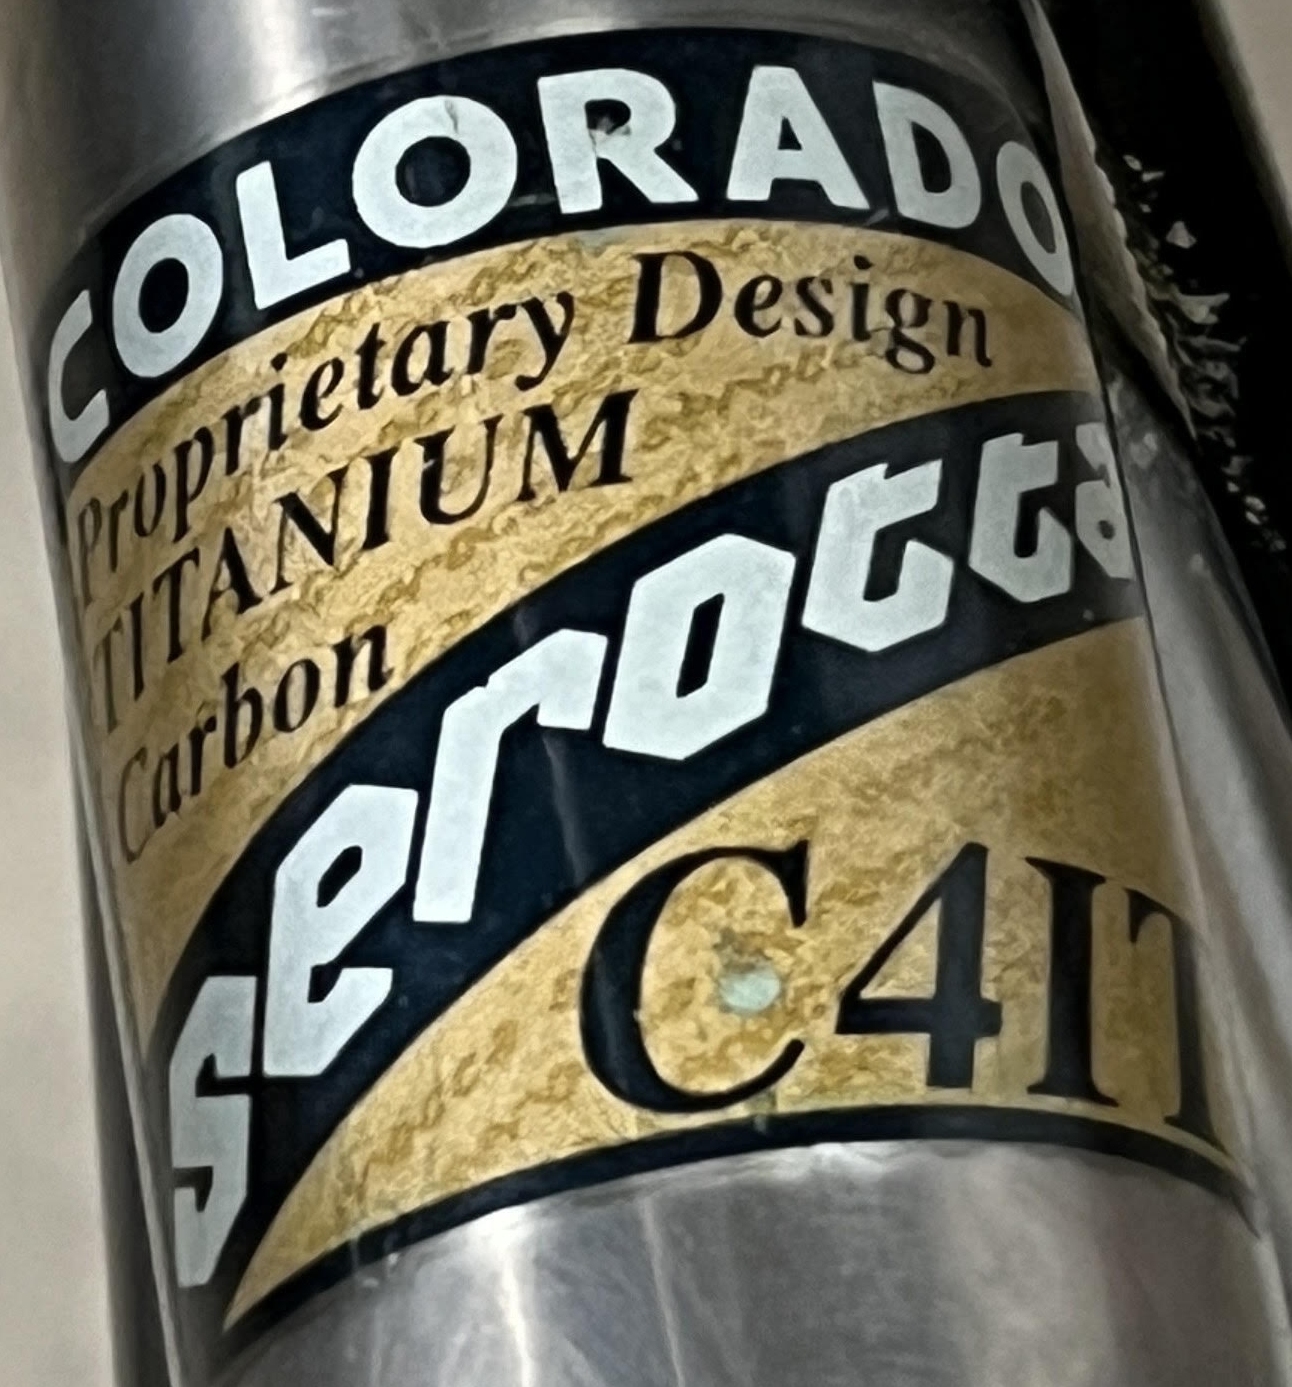 COLORADO
Proprietary Design
TITANIUM
Carbon
serotta
C4IT